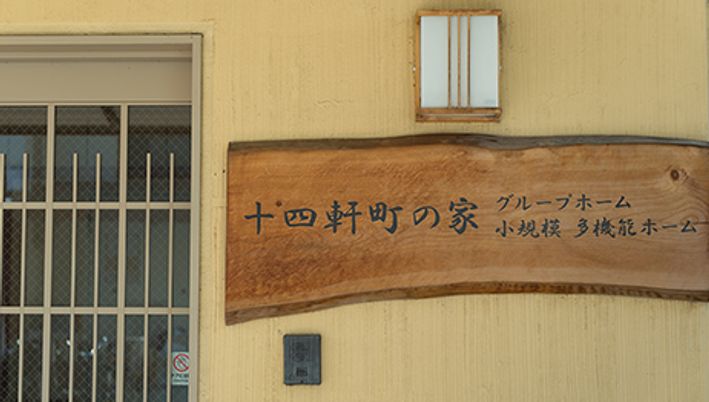 十四軒町の家
グループホーム
小規模 多機能ホーム